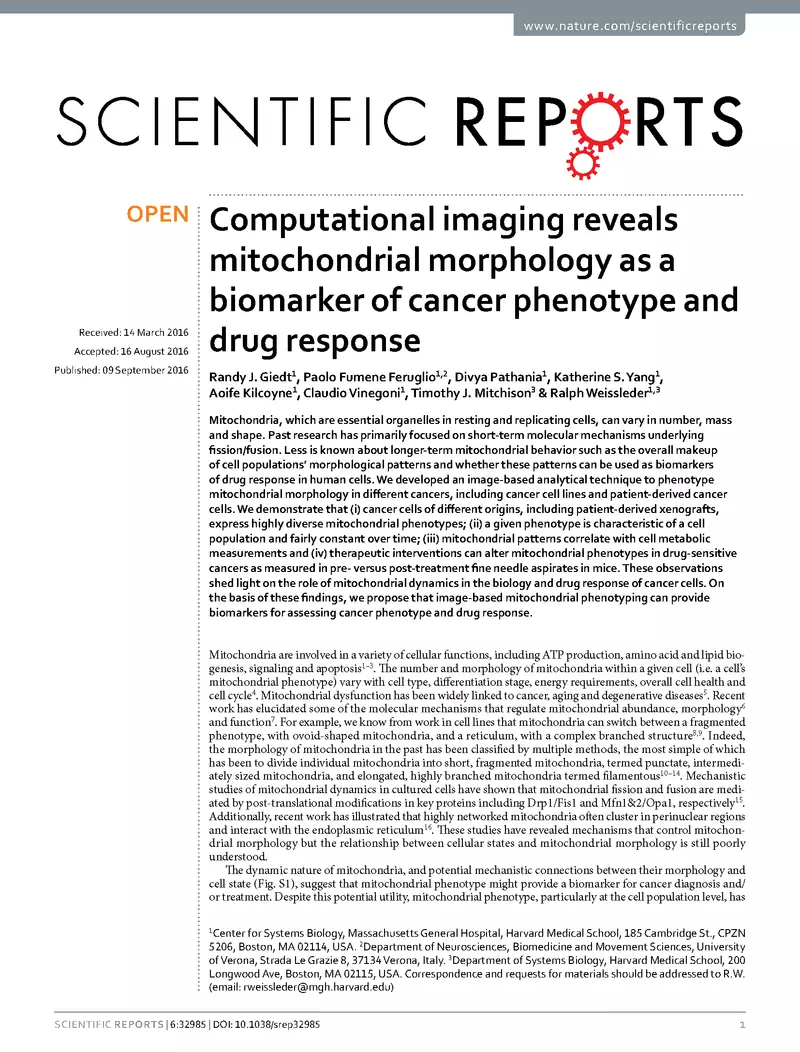 www.nature.com/scientificreports
SCIENTIFIC REPORTS
OPEN
Computational imaging reveals
mitochondrial morphology as a
biomarker of cancer phenotype and
drug response
Received: 14 March 2016
Accepted: 16 August 2016
Published: 09 September 2016
Randy J. Giedt¹, Paolo Fumene Feruglio¹,², Divya Pathania¹, Katherine S. Yang¹,
Aoife Kilcoyne¹, Claudio Vinegoni¹, Timothy J. Mitchison³ & Ralph Weissleder¹,³
Mitochondria, which are essential organelles in resting and replicating cells, can vary in number, mass
and shape. Past research has primarily focused on short-term molecular mechanisms underlying
fission/fusion. Less is known about longer-term mitochondrial behavior such as the overall makeup
of cell populations’ morphological patterns and whether these patterns can be used as biomarkers
of drug response in human cells. We developed an image-based analytical technique to phenotype
mitochondrial morphology in different cancers, including cancer cell lines and patient-derived cancer
cells. We demonstrate that (i) cancer cells of different origins, including patient-derived xenografts,
express highly diverse mitochondrial phenotypes; (ii) a given phenotype is characteristic of a cell
population and fairly constant over time; (iii) mitochondrial patterns correlate with cell metabolic
measurements and (iv) therapeutic interventions can alter mitochondrial phenotypes in drug-sensitive
cancers as measured in pre- versus post-treatment fine needle aspirates in mice. These observations
shed light on the role of mitochondrial dynamics in the biology and drug response of cancer cells. On
the basis of these findings, we propose that image-based mitochondrial phenotyping can provide
biomarkers for assessing cancer phenotype and drug response.
Mitochondria are involved in a variety of cellular functions, including ATP production, amino acid and lipid bio-
genesis, signaling and apoptosis¹⁻³. The number and morphology of mitochondria within a given cell (i.e. a cell’s
mitochondrial phenotype) vary with cell type, differentiation stage, energy requirements, overall cell health and
cell cycle⁴. Mitochondrial dysfunction has been widely linked to cancer, aging and degenerative diseases⁵. Recent
work has elucidated some of the molecular mechanisms that regulate mitochondrial abundance, morphology⁶
and function⁷. For example, we know from work in cell lines that mitochondria can switch between a fragmented
phenotype, with ovoid-shaped mitochondria, and a reticulum, with a complex branched structure⁸,⁹. Indeed,
the morphology of mitochondria in the past has been classified by multiple methods, the most simple of which
has been to divide individual mitochondria into short, fragmented mitochondria, termed punctate, intermedi-
ately sized mitochondria, and elongated, highly branched mitochondria termed filamentous¹⁰⁻¹⁴. Mechanistic
studies of mitochondrial dynamics in cultured cells have shown that mitochondrial fission and fusion are medi-
ated by post-translational modifications in key proteins including Drp1/Fis1 and Mfn1&2/Opa1, respectively¹⁵.
Additionally, recent work has illustrated that highly networked mitochondria often cluster in perinuclear regions
and interact with the endoplasmic reticulum¹⁶. These studies have revealed mechanisms that control mitochon-
drial morphology but the relationship between cellular states and mitochondrial morphology is still poorly
understood.
The dynamic nature of mitochondria, and potential mechanistic connections between their morphology and
cell state (Fig. S1), suggest that mitochondrial phenotype might provide a biomarker for cancer diagnosis and/
or treatment. Despite this potential utility, mitochondrial phenotype, particularly at the cell population level, has
¹Center for Systems Biology, Massachusetts General Hospital, Harvard Medical School, 185 Cambridge St., CPZN
5206, Boston, MA 02114, USA. ²Department of Neurosciences, Biomedicine and Movement Sciences, University
of Verona, Strada Le Grazie 8, 37134 Verona, Italy. ³Department of Systems Biology, Harvard Medical School, 200
Longwood Ave, Boston, MA 02115, USA. Correspondence and requests for materials should be addressed to R.W.
(email: rweissleder@mgh.harvard.edu)
SCIENTIFIC REPORTS | 6:32985 | DOI: 10.1038/srep32985
1